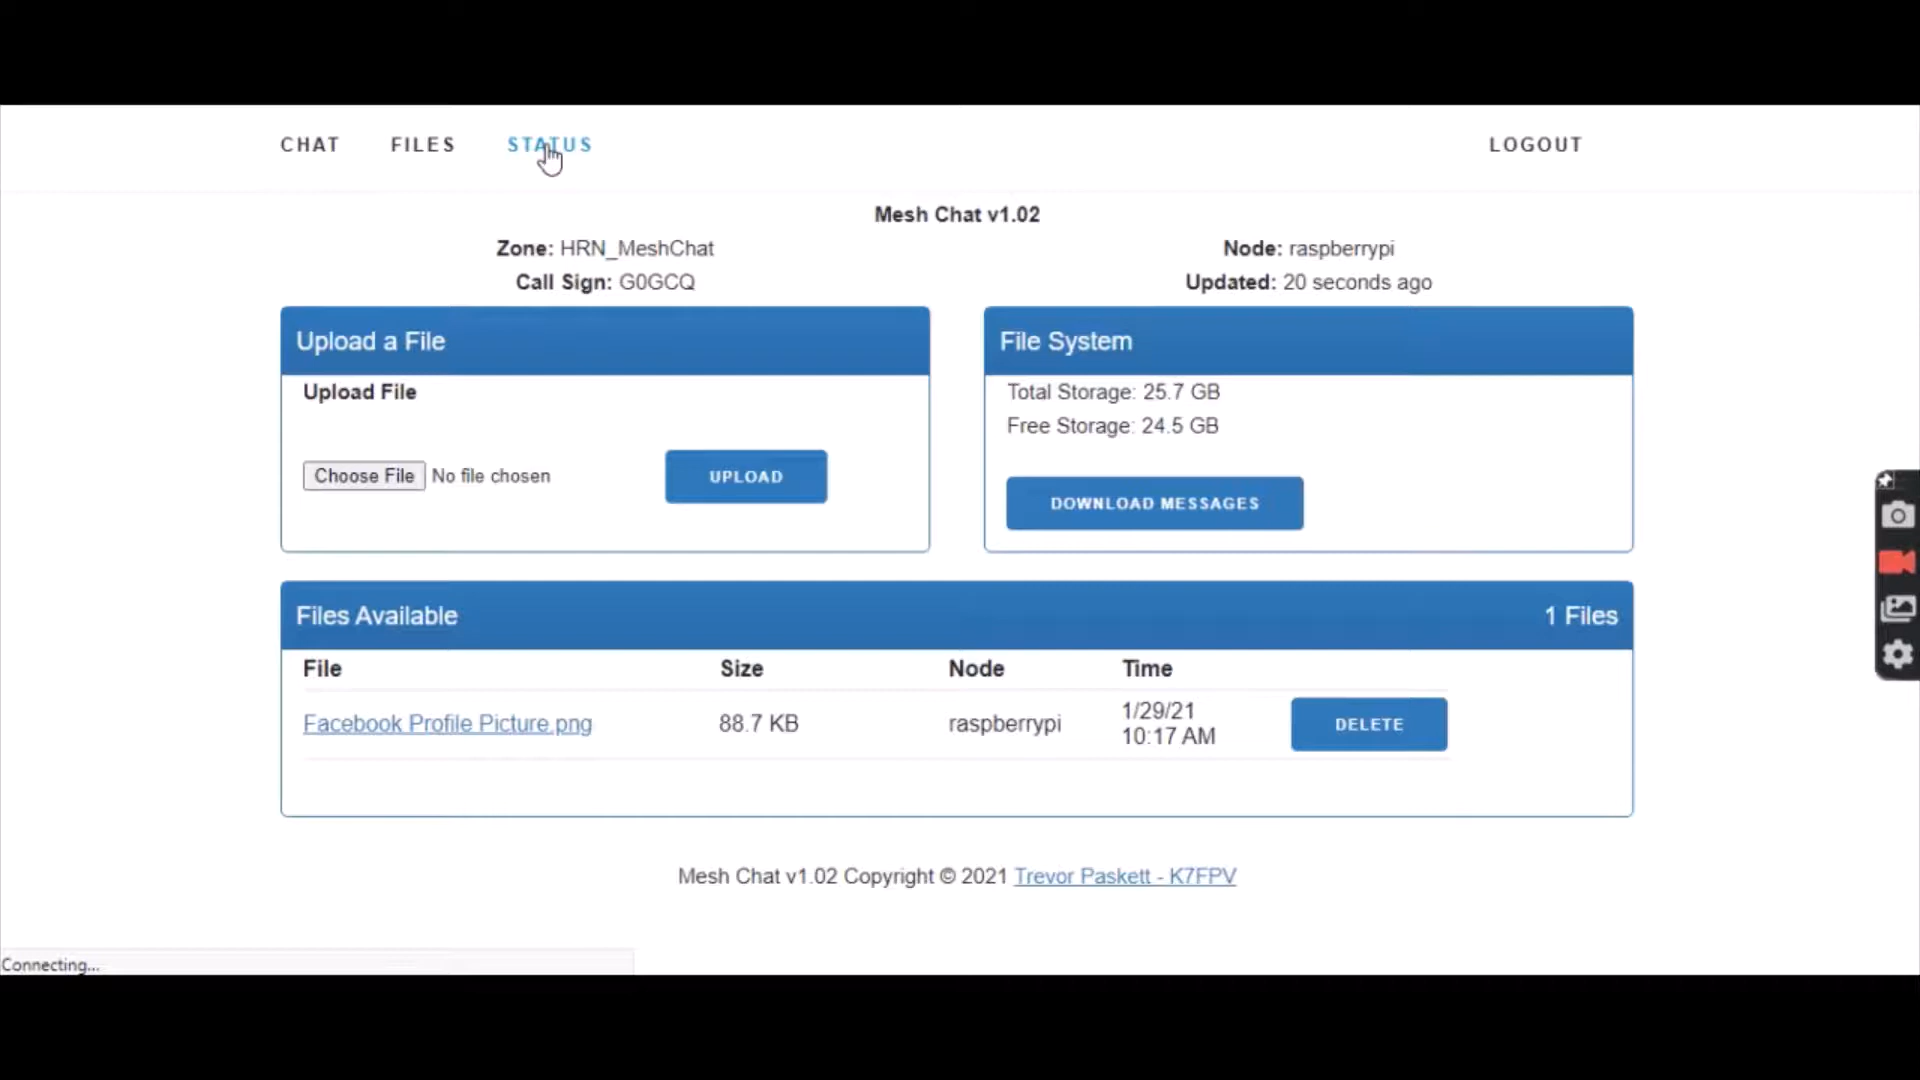 CHAT FILES STATUS LOGOUT
Mesh Chat v1.02
Zone: HRN_MeshChat Node: raspberrypi
Call Sign: G0GCQ Updated: 20 seconds ago
Upload a File
Upload File
Choose File No file chosen UPLOAD
File System
Total Storage: 25.7 GB
Free Storage: 24.5 GB
DOWNLOAD MESSAGES
Files Available 1 Files
File Size Node Time
Facebook Profile Picture.png 88.7 KB raspberrypi 1/29/21
10:17 AM DELETE
Mesh Chat v1.02 Copyright © 2021 Trevor Paskett - K7FPV
Connecting...